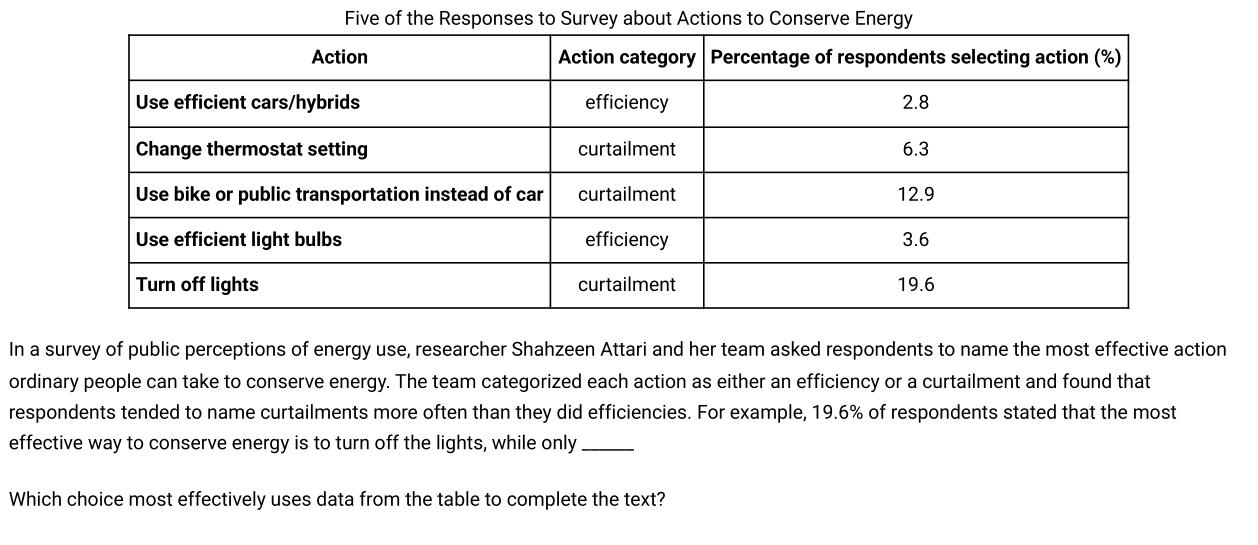 Five of the Responses to Survey about Actions to Conserve Energy
Action Action category Percentage of respondents selecting action (%)
Use efficient cars/hybrids efficiency 2.8
Change thermostat setting curtailment 6.3
Use bike or public transportation instead of car curtailment 12.9
Use efficient light bulbs efficiency 3.6
Turn off lights curtailment 19.6
In a survey of public perceptions of energy use, researcher Shahzeen Attari and her team asked respondents to name the most effective action
ordinary people can take to conserve energy. The team categorized each action as either an efficiency or a curtailment and found that
respondents tended to name curtailments more often than they did efficiencies. For example, 19.6% of respondents stated that the most
effective way to conserve energy is to turn off the lights, while only ______
Which choice most effectively uses data from the table to complete the text?